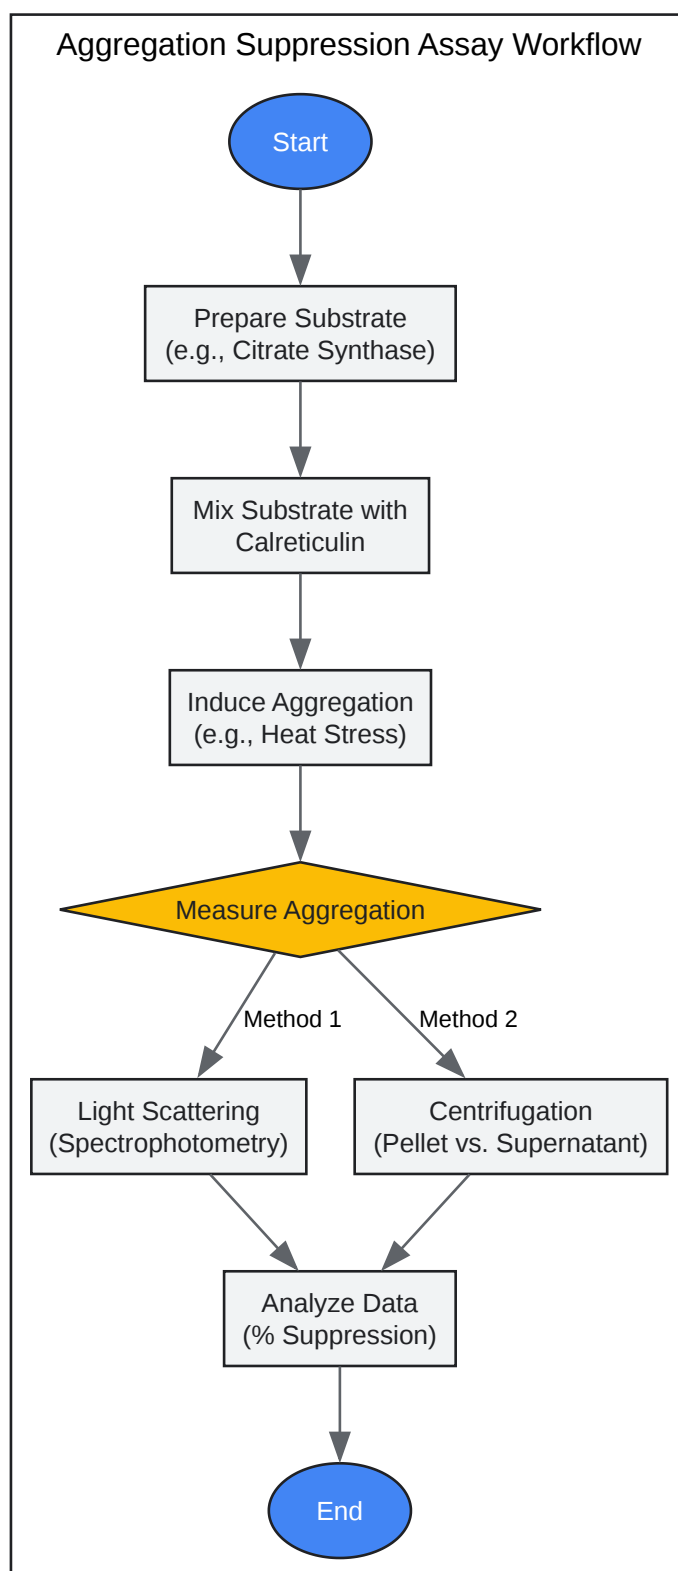 Aggregation Suppression Assay Workflow
Start
Prepare Substrate
(e.g., Citrate Synthase)
Mix Substrate with
Calreticulin
Induce Aggregation
(e.g., Heat Stress)
Measure Aggregation
Method 1
Method 2
Light Scattering
(Spectrophotometry)
Centrifugation
(Pellet vs. Supernatant)
Analyze Data
(% Suppression)
End